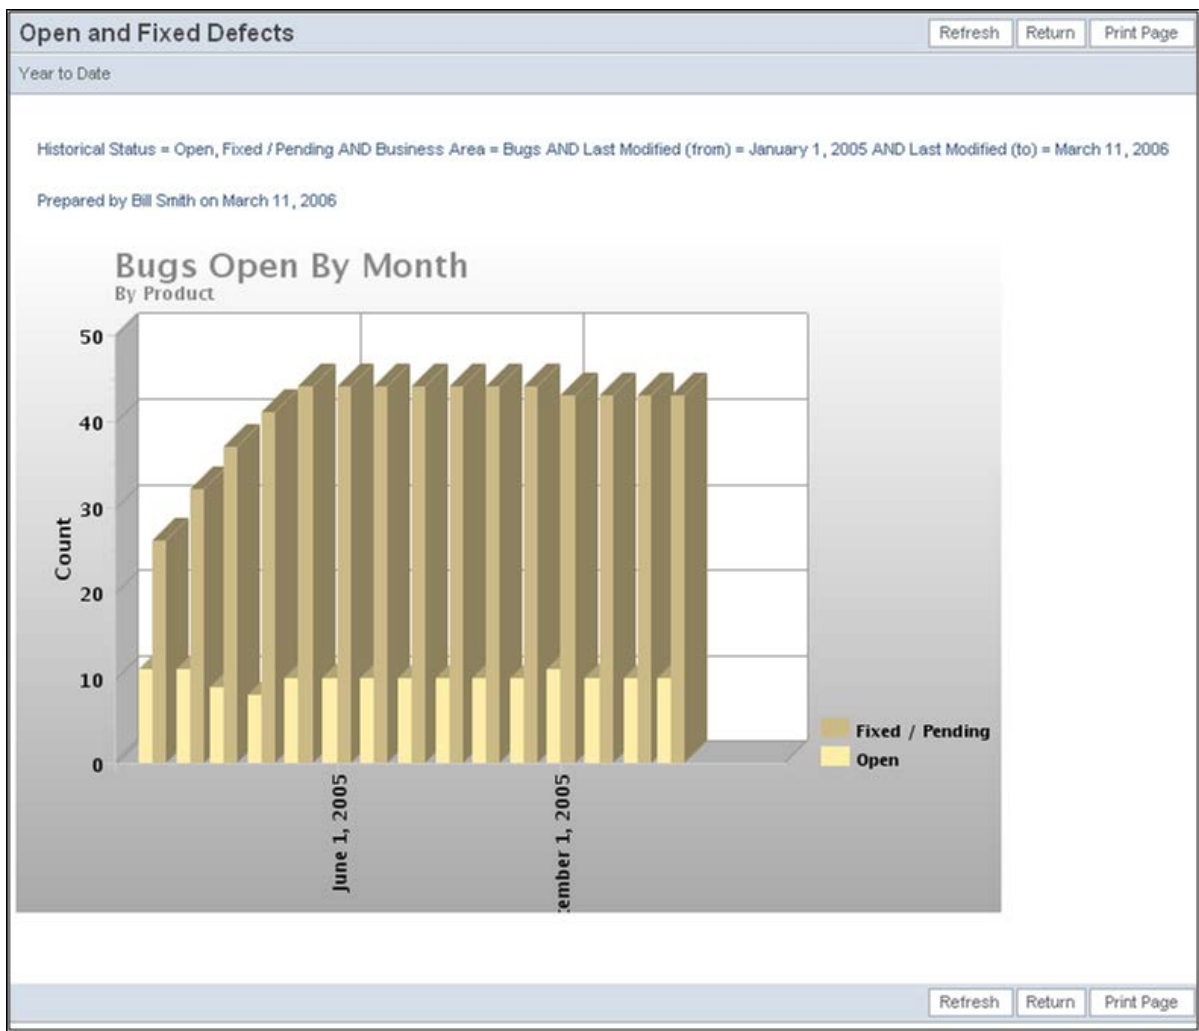 Open and Fixed Defects
Refresh Return Print Page
Year to Date
Historical Status = Open, Fixed / Pending AND Business Area = Bugs AND Last Modified (from) = January 1, 2005 AND Last Modified (to) = March 11, 2006
Prepared by Bill Smith on March 11, 2006
Bugs Open By Month
By Product
50
40
30
20
10
0
Count
June 1, 2005
cember 1, 2005
Fixed / Pending
Open
Refresh Return Print Page